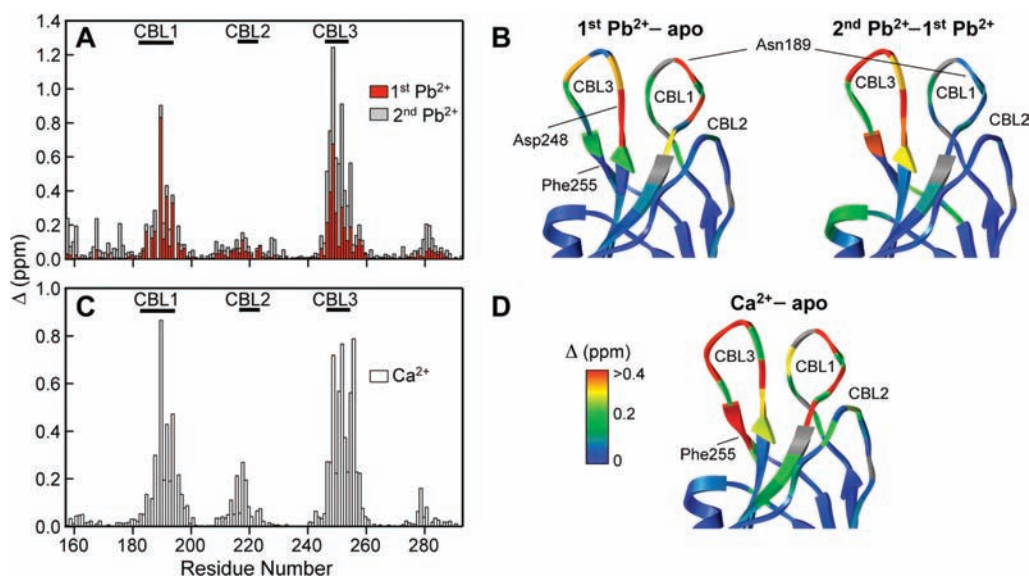 A
CBL1 CBL2 CBL3
1st Pb2+
2nd Pb2+
1.4
1.2
1.0
0.8
0.6
0.4
0.2
0.0
Δ (ppm)
C
CBL1 CBL2 CBL3
Ca2+
1.0
0.8
0.6
0.4
0.2
0.0
160 180 200 220 240 260 280
Residue Number
B
1st Pb2+– apo
2nd Pb2+–1st Pb2+
Asn189
CBL3
CBL1
CBL2
Asp248
Phe255
CBL3
CBL1
CBL2
D
Ca2+– apo
Δ (ppm)
>0.4
0.2
0
CBL3
CBL1
CBL2
Phe255